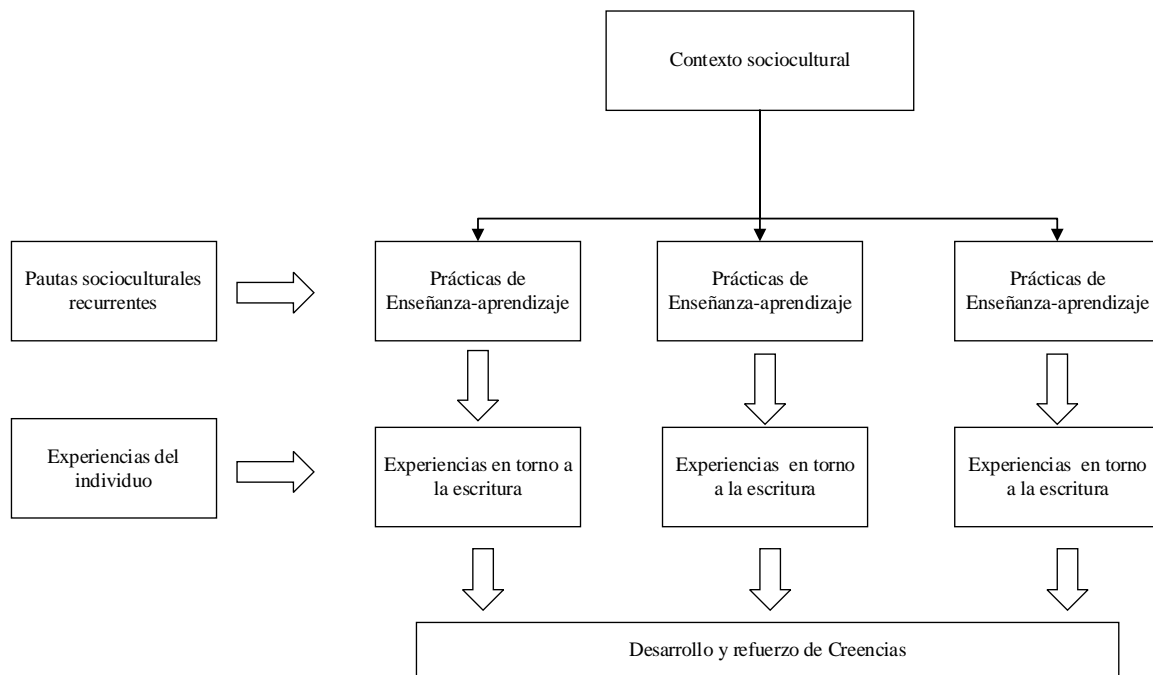 Contexto sociocultural
Pautas socioculturales
recurrentes
Prácticas de
Enseñanza-aprendizaje
Prácticas de
Enseñanza-aprendizaje
Prácticas de
Enseñanza-aprendizaje
Experiencias del
individuo
Experiencias en torno a
la escritura
Experiencias en torno
a la escritura
Experiencias en torno
a la escritura
Desarrollo y refuerzo de Creencias